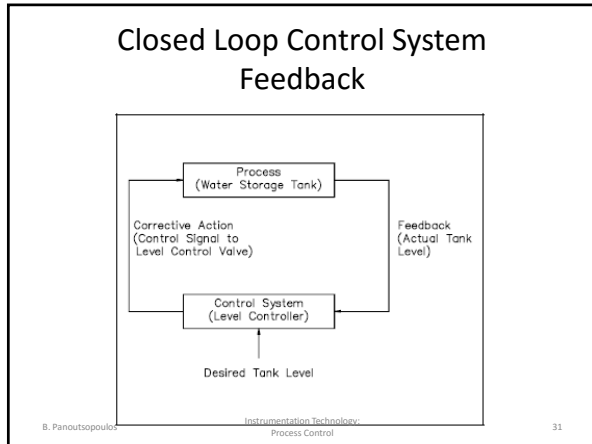 Closed Loop Control System
Feedback
Process
(Water Storage Tank)
Corrective Action
(Control Signal to
Level Control Valve)
Feedback
(Actual Tank
Level)
Control System
(Level Controller)
Desired Tank Level
B. Panoutsopoulos
Instrumentation Technology:
Process Control
31